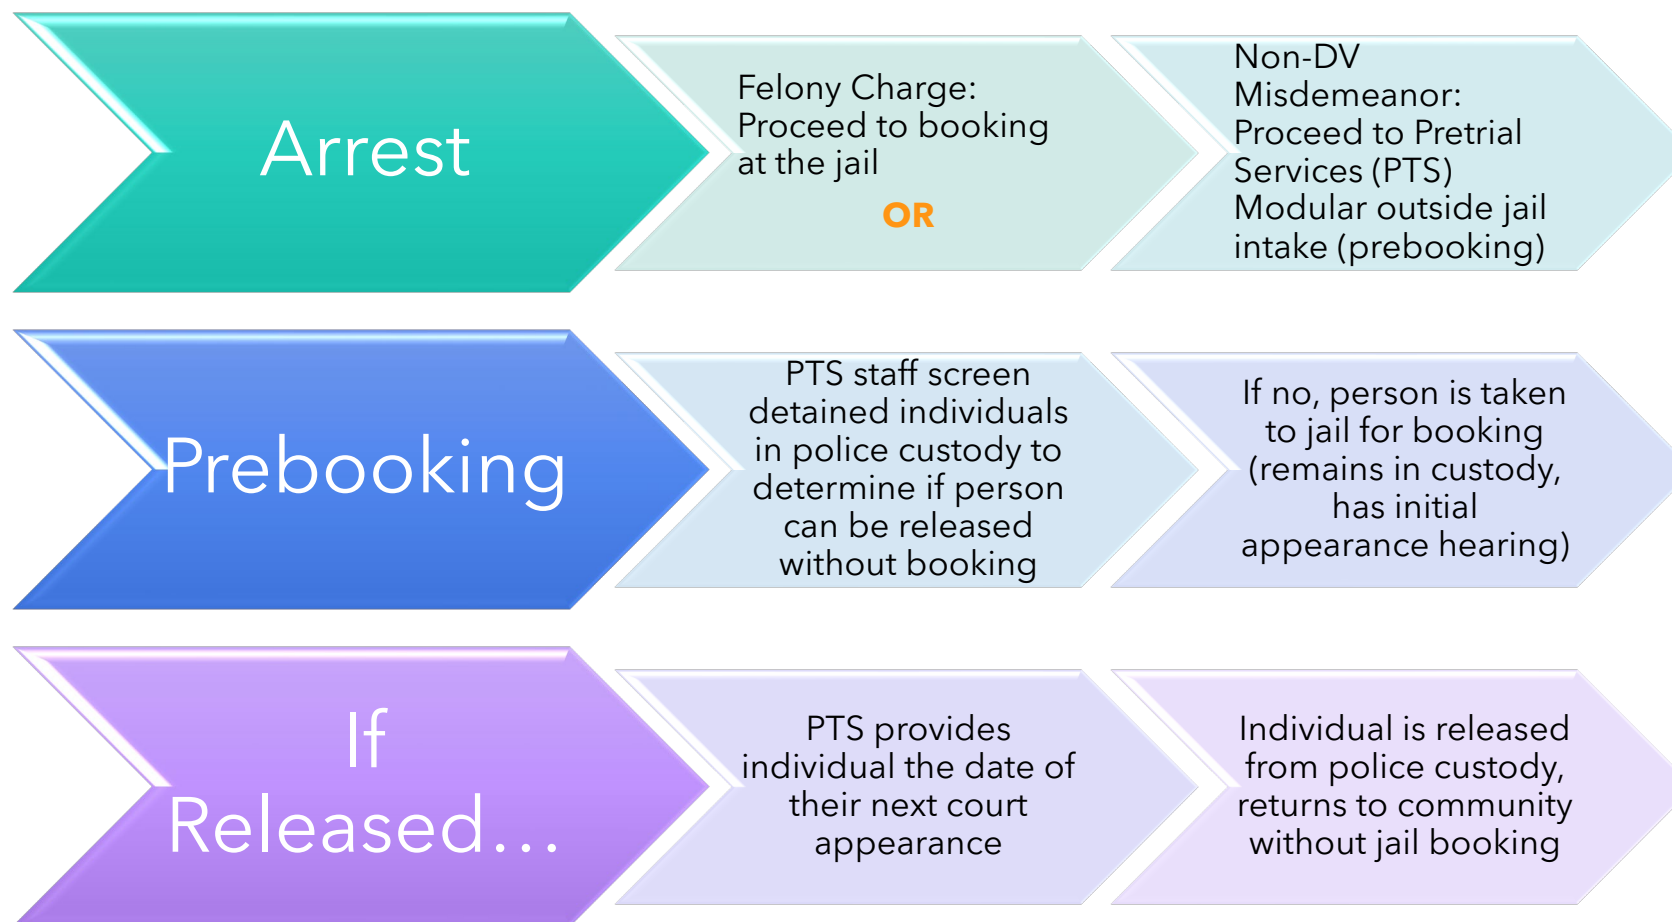 Arrest
Felony Charge:
Proceed to booking
at the jail
OR
Non-DV
Misdemeanor:
Proceed to Pretrial
Services (PTS)
Modular outside jail
intake (prebooking)
Prebooking
PTS staff screen
detained individuals
in police custody to
determine if person
can be released
without booking
If no, person is taken
to jail for booking
(remains in custody,
has initial
appearance hearing)
If
Released…
PTS provides
individual the date of
their next court
appearance
Individual is released
from police custody,
returns to community
without jail booking